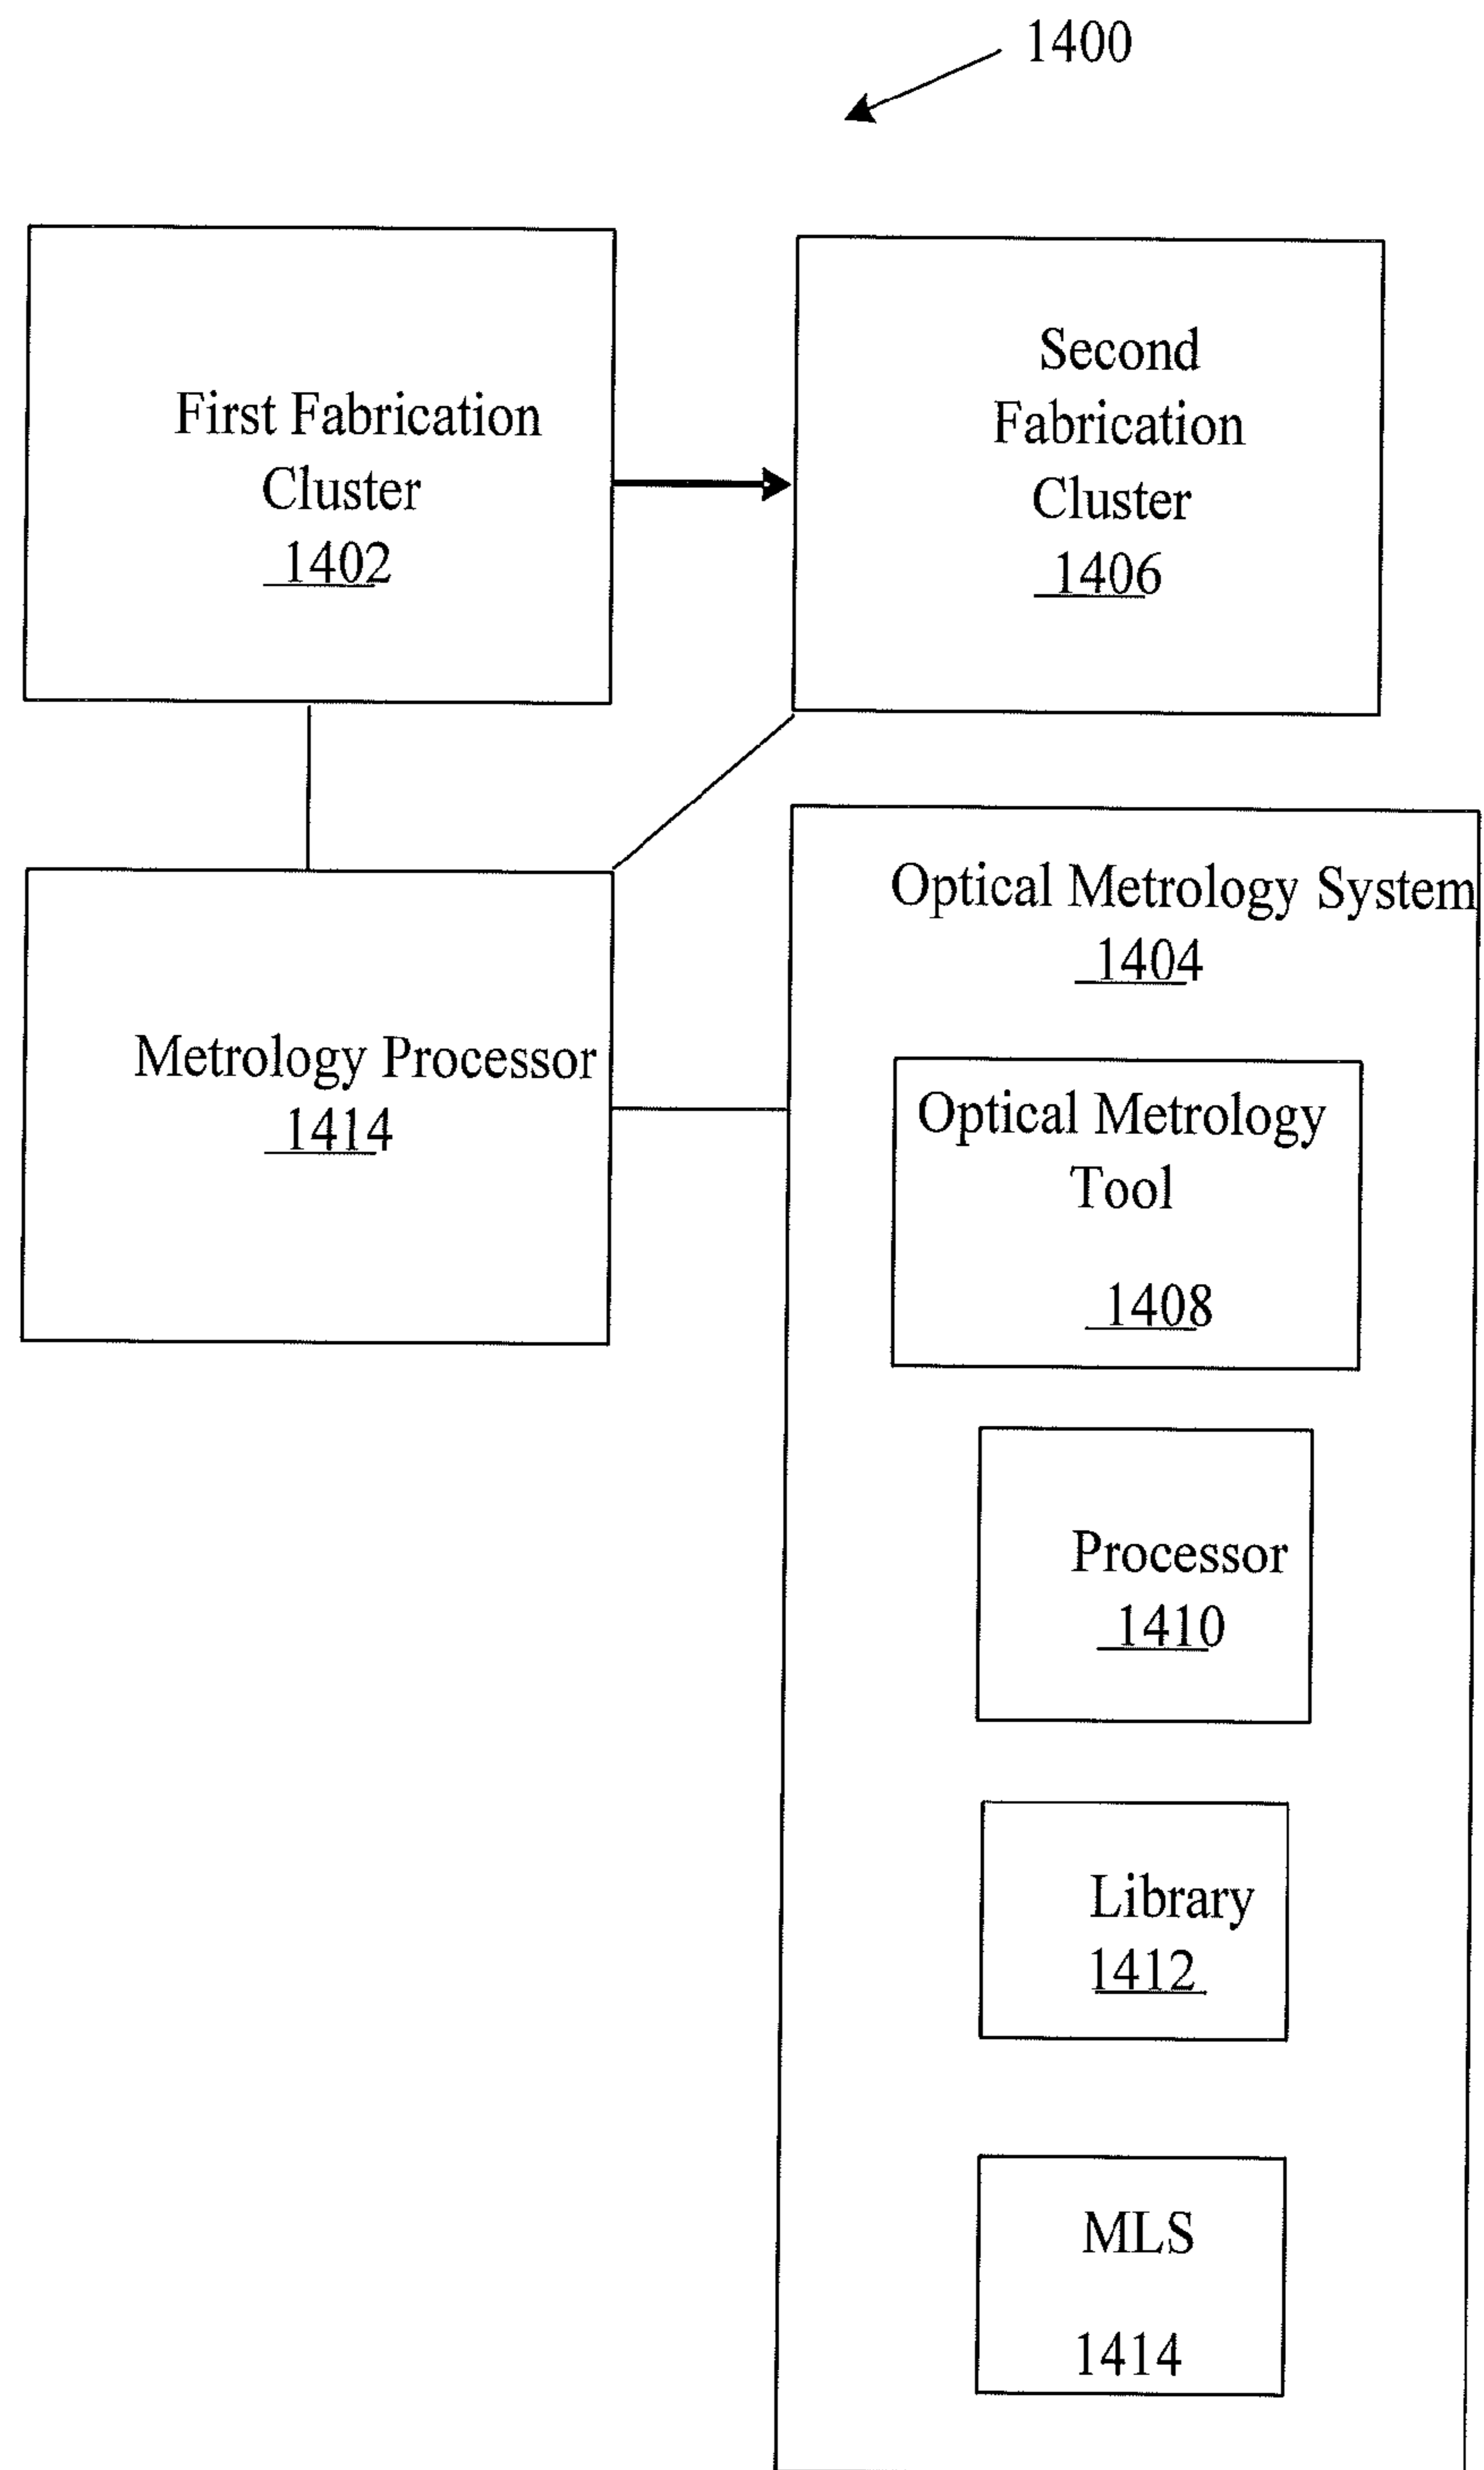 1400
First Fabrication
Cluster
1402
Second
Fabrication
Cluster
1406
Metrology Processor
1414
Optical Metrology System
1404
Optical Metrology
Tool
1408
Processor
1410
Library
1412
MLS
1414